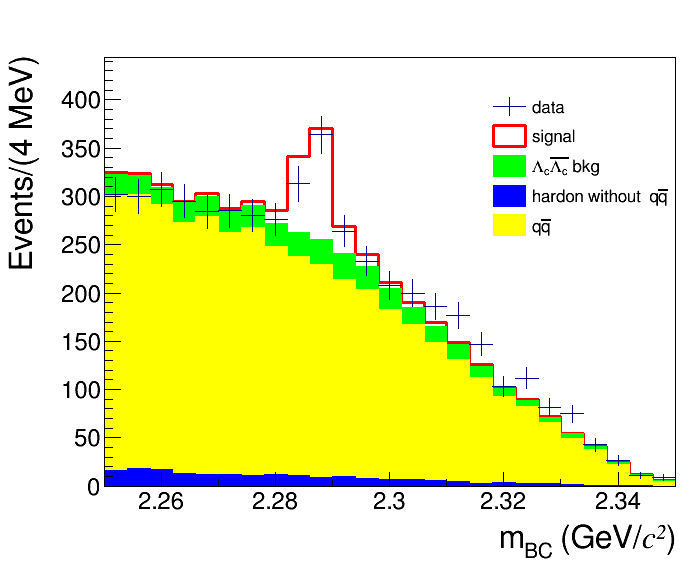 Events/(4 MeV)
400
350
300
250
200
150
100
50
0
data
signal
Λ_c Λ̅_c bkg
hardon without qq̅
qq̅
2.26 2.28 2.3 2.32 2.34
m_BC (GeV/c²)